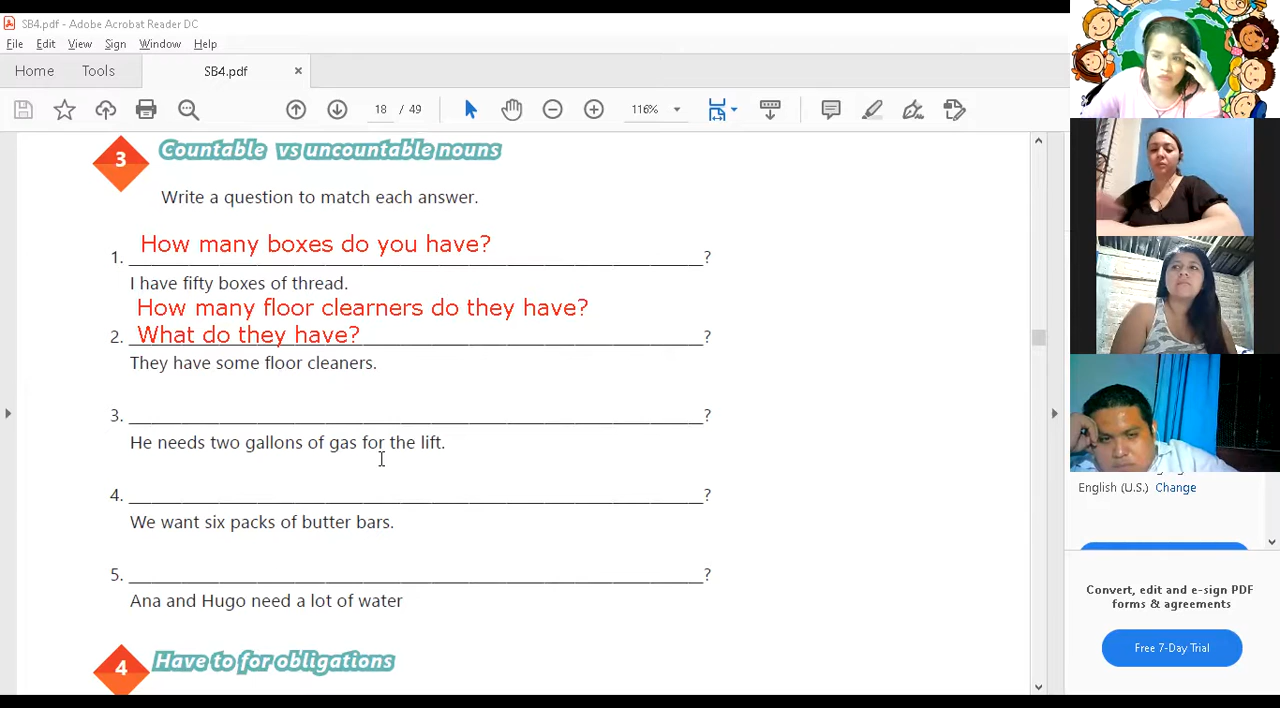 SB4.pdf - Adobe Acrobat Reader DC
File Edit View Sign Window Help
Home Tools SB4.pdf ×
18 / 49 116%
3 Countable vs uncountable nouns
Write a question to match each answer.
How many boxes do you have?
1. ?
I have fifty boxes of thread.
How many floor clearners do they have?
2. What do they have? ?
They have some floor cleaners.
3. ?
He needs two gallons of gas for the lift.
4. ?
We want six packs of butter bars.
5. ?
Ana and Hugo need a lot of water
4 Have to for obligations
English (U.S.) Change
Convert, edit and e-sign PDF
forms & agreements
Free 7-Day Trial